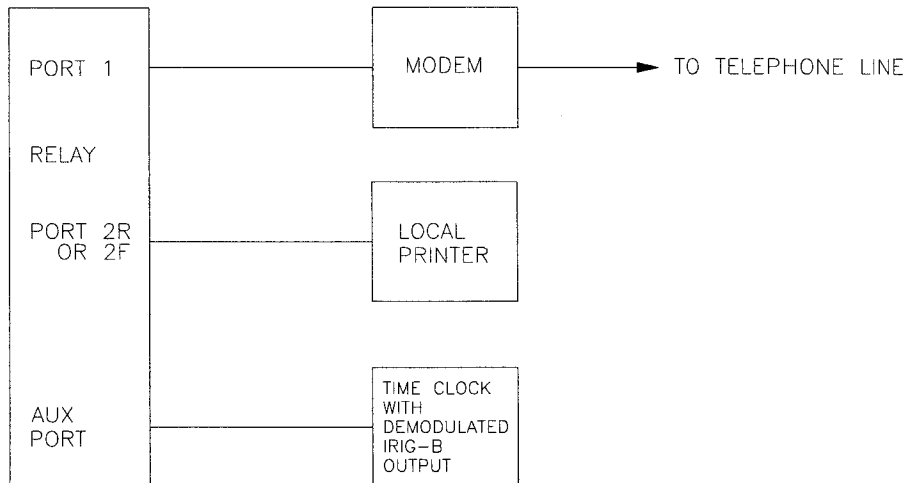 PORT 1
MODEM
TO TELEPHONE LINE
RELAY
PORT 2R
OR 2F
LOCAL
PRINTER
AUX
PORT
TIME CLOCK
WITH
DEMODULATED
IRIG-B
OUTPUT